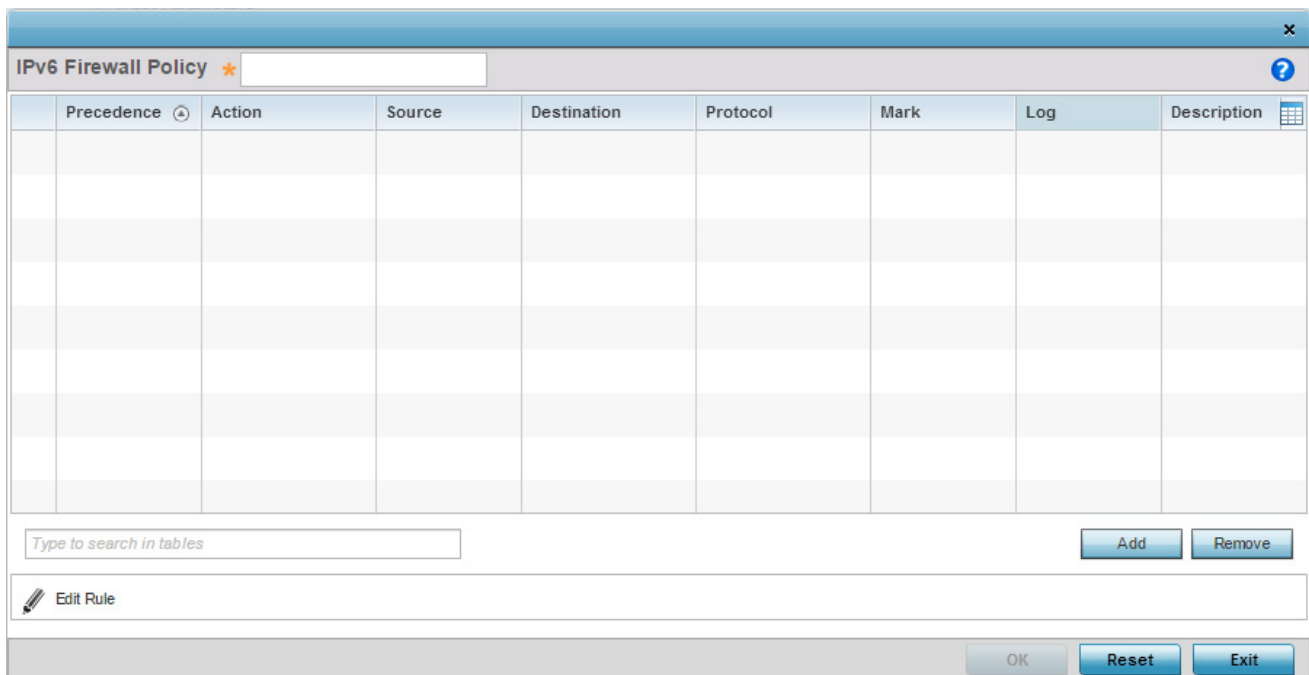 IPv6 Firewall Policy *
Precedence Action Source Destination Protocol Mark Log Description
Type to search in tables
Add Remove
Edit Rule
OK Reset Exit